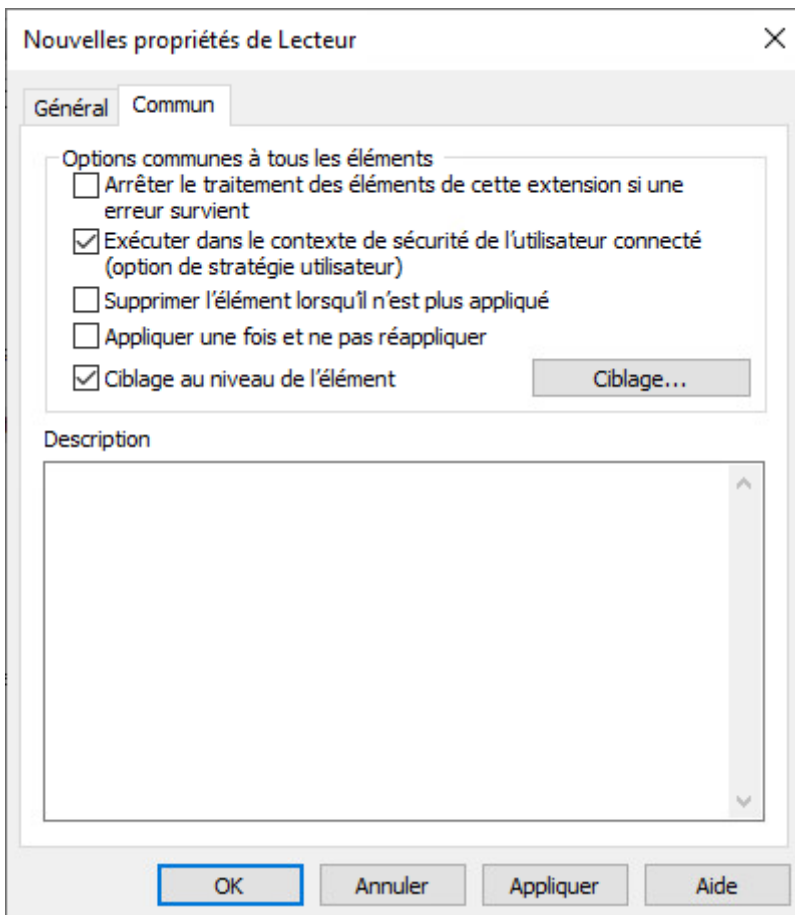 Nouvelles propriétés de Lecteur
Général
Commun
Options communes à tous les éléments
Arrêter le traitement des éléments de cette extension si une
erreur survient
Exécuter dans le contexte de sécurité de l'utilisateur connecté
(option de stratégie utilisateur)
Supprimer l'élément lorsqu'il n'est plus appliqué
Appliquer une fois et ne pas réappliquer
Ciblage au niveau de l'élément
Ciblage...
Description
OK
Annuler
Appliquer
Aide